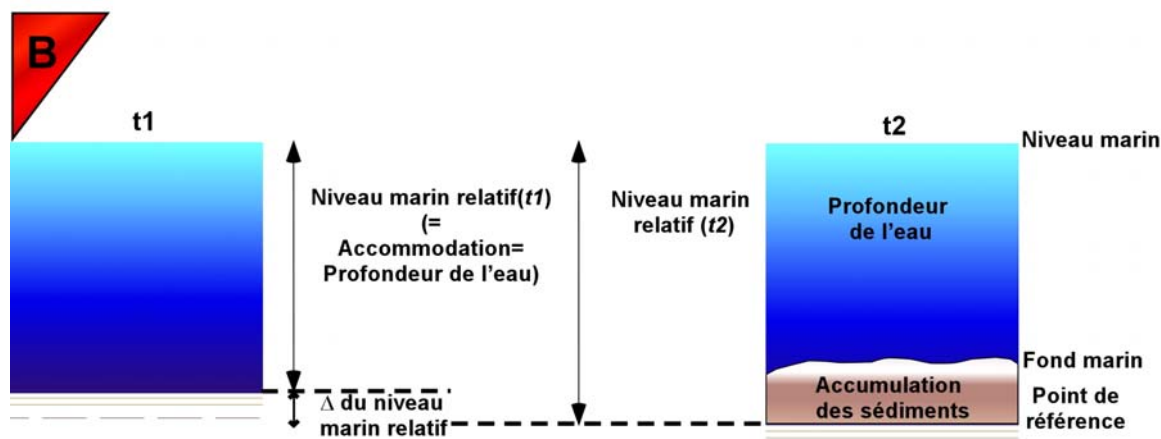 B
t1
Niveau marin relatif(t1)
(=
Accommodation=
Profondeur de l'eau)
Δ du niveau
marin relatif
Niveau marin
relatif (t2)
t2
Niveau marin
Profondeur
de l'eau
Fond marin
Accumulation
des sédiments
Point de
référence